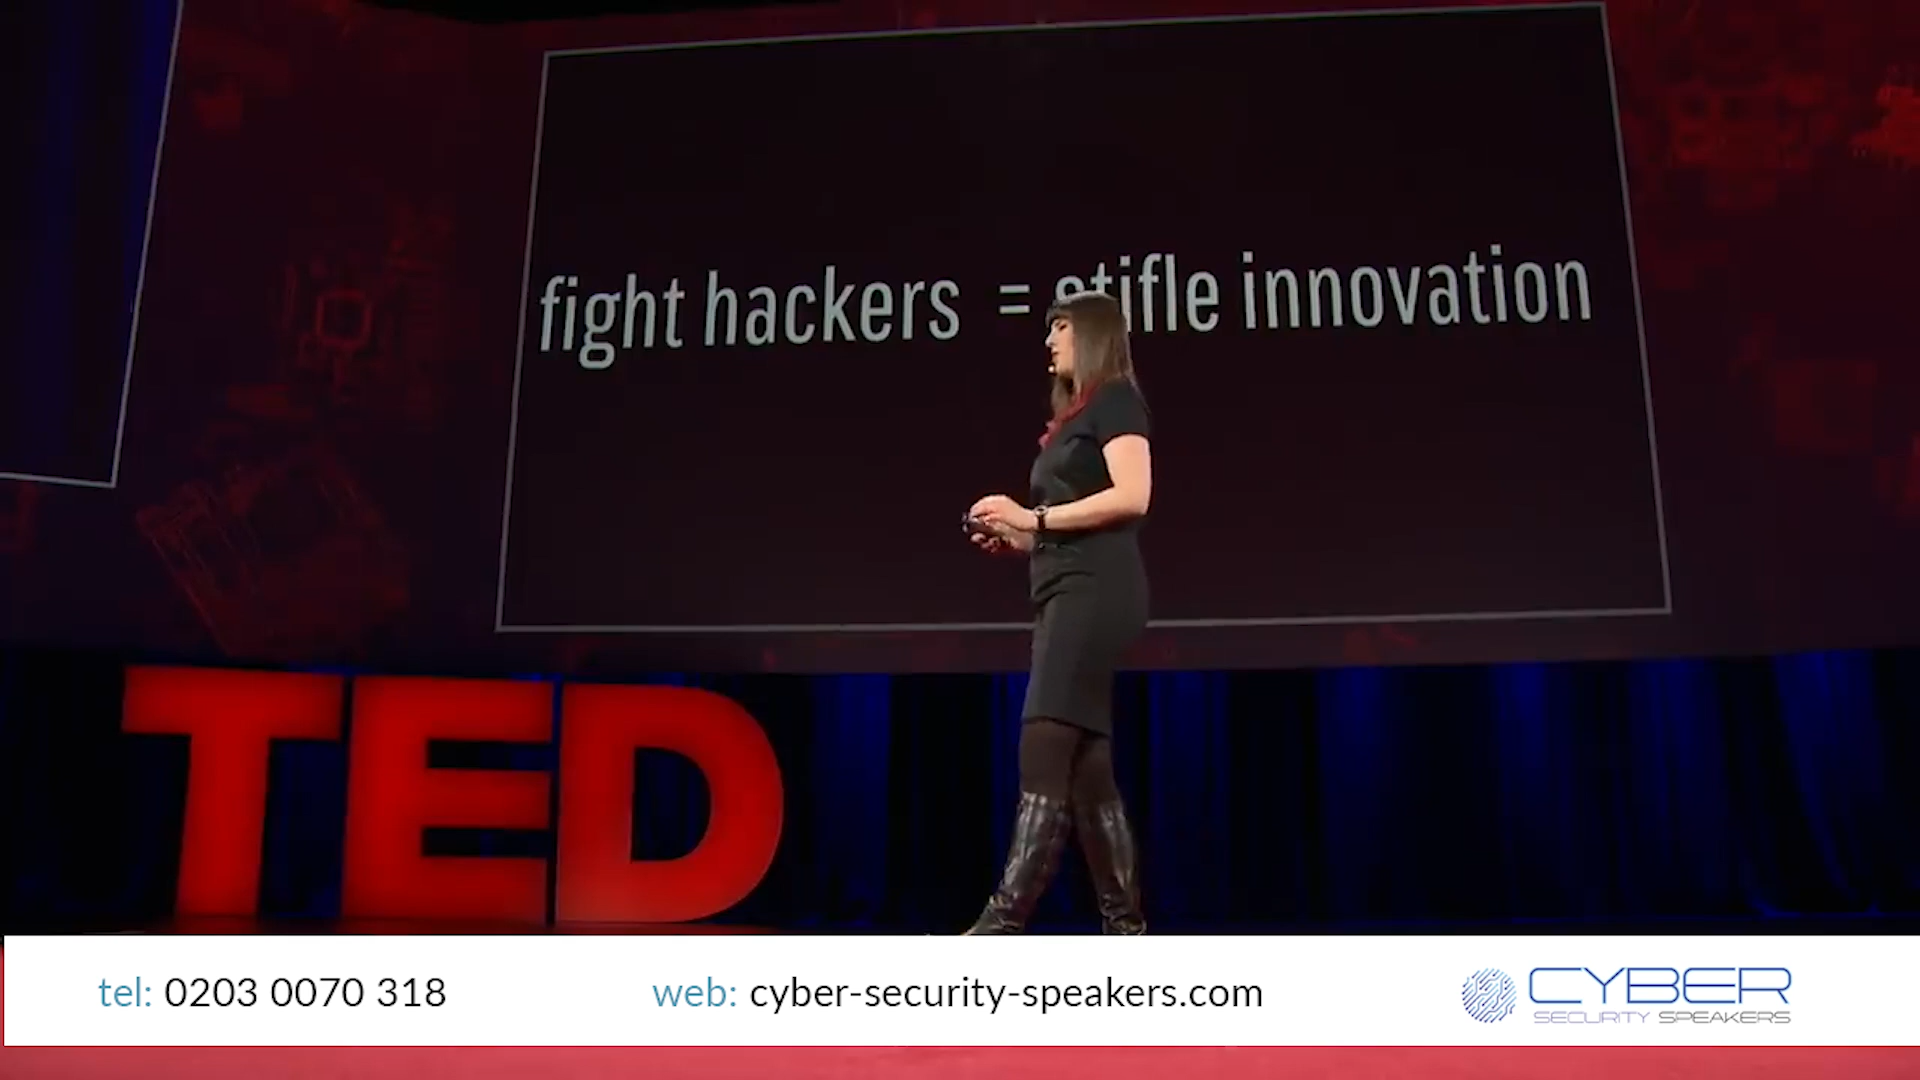 fight hackers = stifle innovation
TED
tel: 0203 0070 318
web: cyber-security-speakers.com
CYBER
SECURITY SPEAKERS